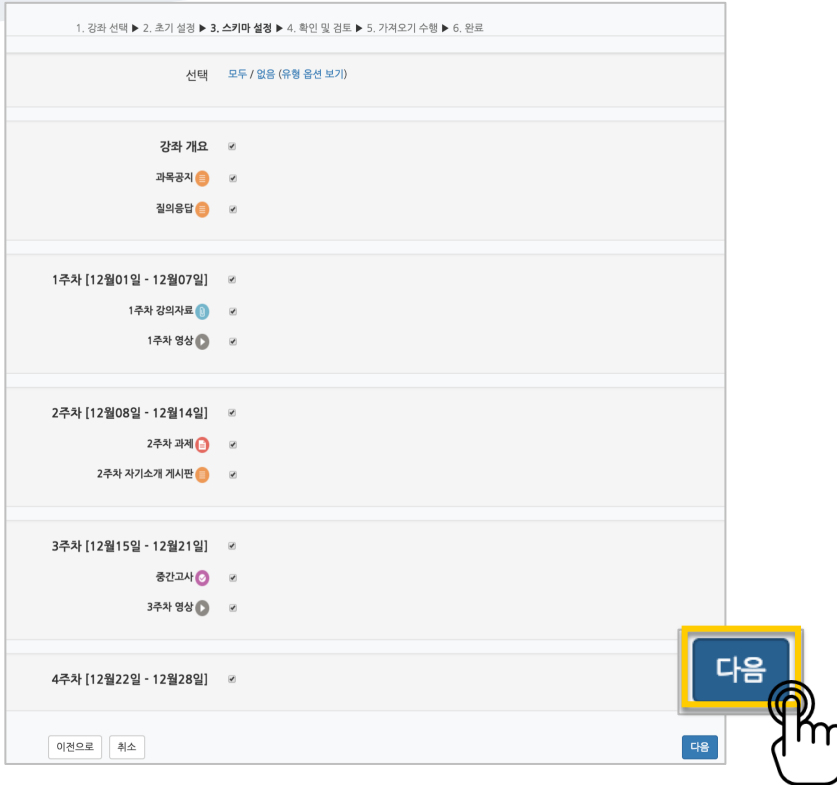 1. 강좌 선택 ▶ 2. 초기 설정 ▶ 3. 스키마 설정 ▶ 4. 확인 및 검토 ▶ 5. 가져오기 수행 ▶ 6. 완료
선택 모두 / 없음 (유형 옵션 보기)
강좌 개요
과목공지
질의응답
1주차 [12월01일 - 12월07일]
1주차 강의자료
1주차 영상
2주차 [12월08일 - 12월14일]
2주차 과제
2주차 자기소개 게시판
3주차 [12월15일 - 12월21일]
중간고사
3주차 영상
4주차 [12월22일 - 12월28일]
다음
이전으로 취소 다음